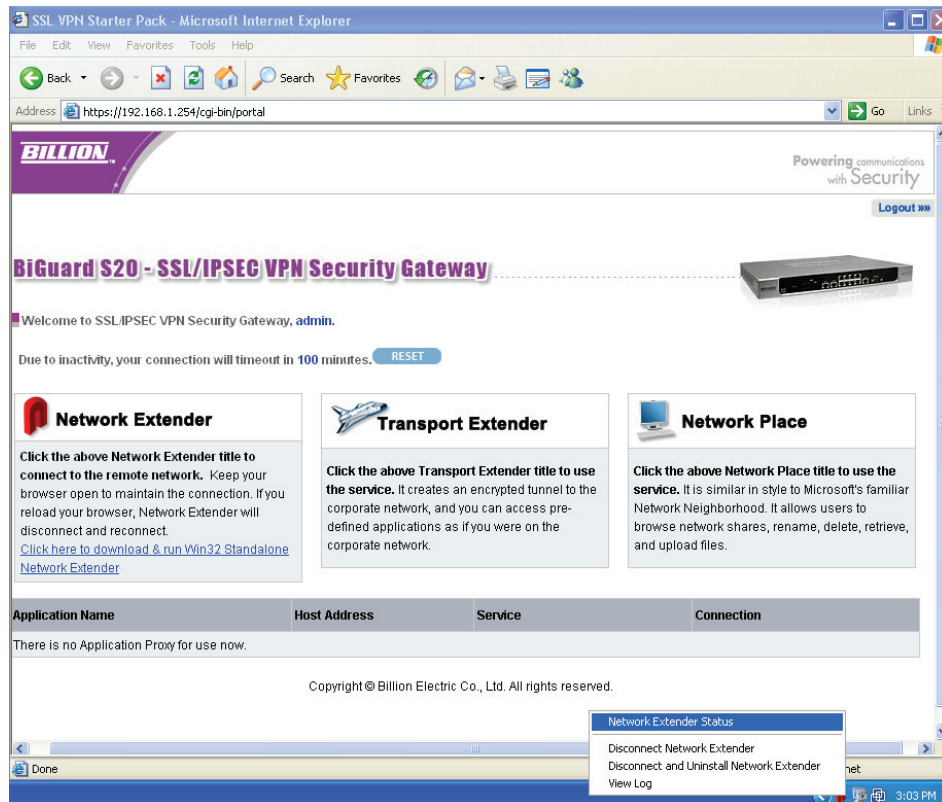 SSL VPN Starter Pack - Microsoft Internet Explorer
File Edit View Favorites Tools Help
Back Search Favorites
Address https://192.168.1.254/cgi-bin/portal Go Links
BILLION
Powering communications
with Security
Logout »»
BiGuard S20 - SSL/IPSEC VPN Security Gateway
Welcome to SSL/IPSEC VPN Security Gateway, admin.
Due to inactivity, your connection will timeout in 100 minutes. RESET
Network Extender
Click the above Network Extender title to
connect to the remote network. Keep your
browser open to maintain the connection. If you
reload your browser, Network Extender will
disconnect and reconnect.
Click here to download & run Win32 Standalone
Network Extender
Transport Extender
Click the above Transport Extender title to use
the service. It creates an encrypted tunnel to the
corporate network, and you can access pre-
defined applications as if you were on the
corporate network.
Network Place
Click the above Network Place title to use the
service. It is similar in style to Microsoft's familiar
Network Neighborhood. It allows users to
browse network shares, rename, delete, retrieve,
and upload files.
Application Name Host Address Service Connection
There is no Application Proxy for use now.
Copyright © Billion Electric Co., Ltd. All rights reserved.
Network Extender Status
Disconnect Network Extender
Disconnect and Uninstall Network Extender
View Log
Done
net
3:03 PM